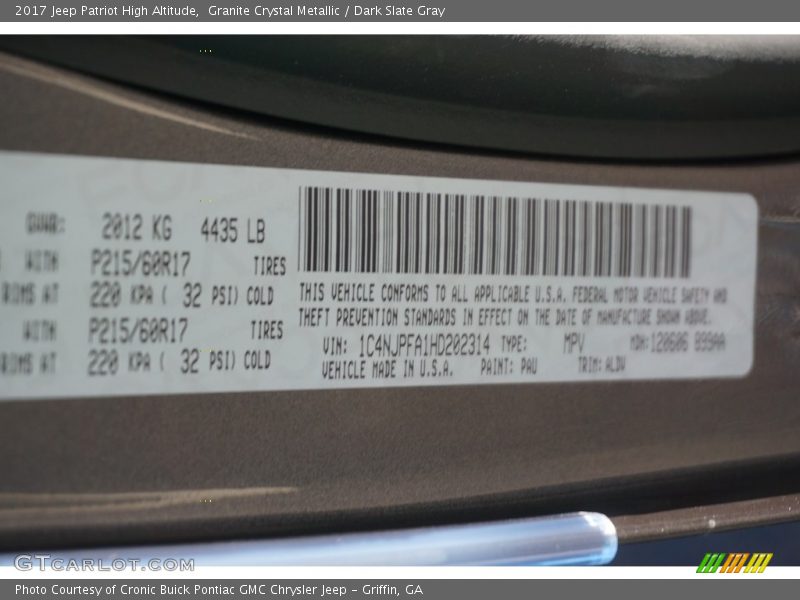 2017 Jeep Patriot High Altitude, Granite Crystal Metallic / Dark Slate Gray
GVWR: 2012 KG 4435 LB
WITH P215/60R17 TIRES
RIMS AT 220 KPA ( 32 PSI) COLD
WITH P215/60R17 TIRES
RIMS AT 220 KPA ( 32 PSI) COLD
THIS VEHICLE CONFORMS TO ALL APPLICABLE U.S.A. FEDERAL MOTOR VEHICLE SAFETY AND
THEFT PREVENTION STANDARDS IN EFFECT ON THE DATE OF MANUFACTURE SHOWN ABOVE.
VIN: 1C4NJPFA1HD202314 TYPE: MPV MDH:
VEHICLE MADE IN U.S.A. PAINT: PAU TRIM: ALDV
GTCARLOT.COM
Photo Courtesy of Cronic Buick Pontiac GMC Chrysler Jeep – Griffin, GA